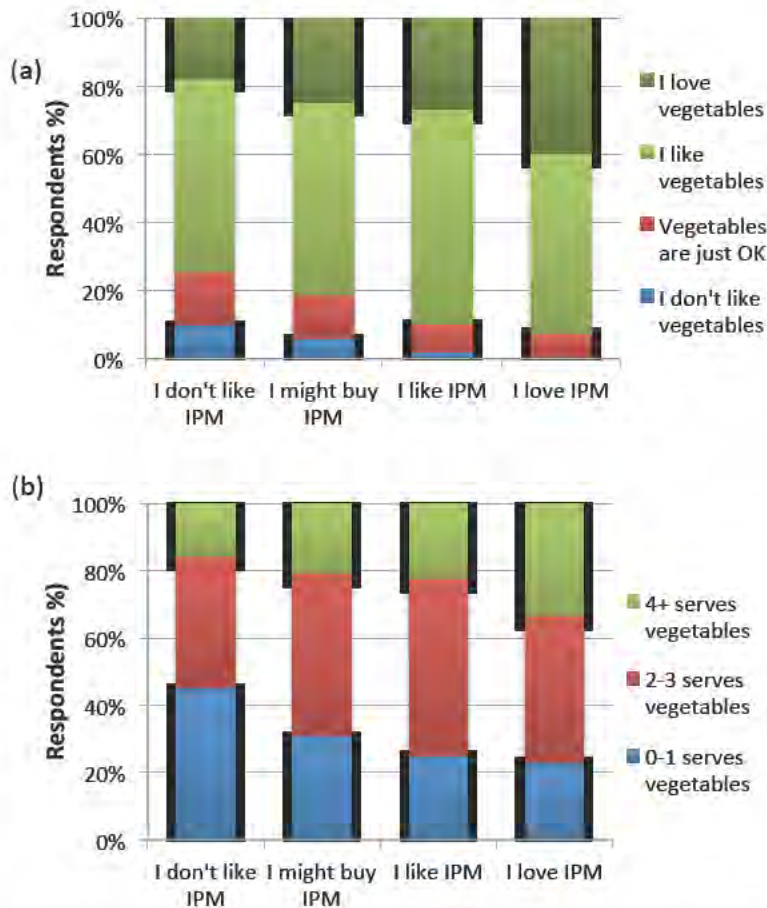 (a)
Respondents %)
100%
80%
60%
40%
20%
0%
I don't like
IPM
I might buy
IPM
I like IPM
I love IPM
I love
vegetables
I like
vegetables
Vegetables
are just OK
I don't like
vegetables
(b)
Respondents %)
100%
80%
60%
40%
20%
0%
I don't like
IPM
I might buy
IPM
I like IPM
I love IPM
4+ serves
vegetables
2-3 serves
vegetables
0-1 serves
vegetables